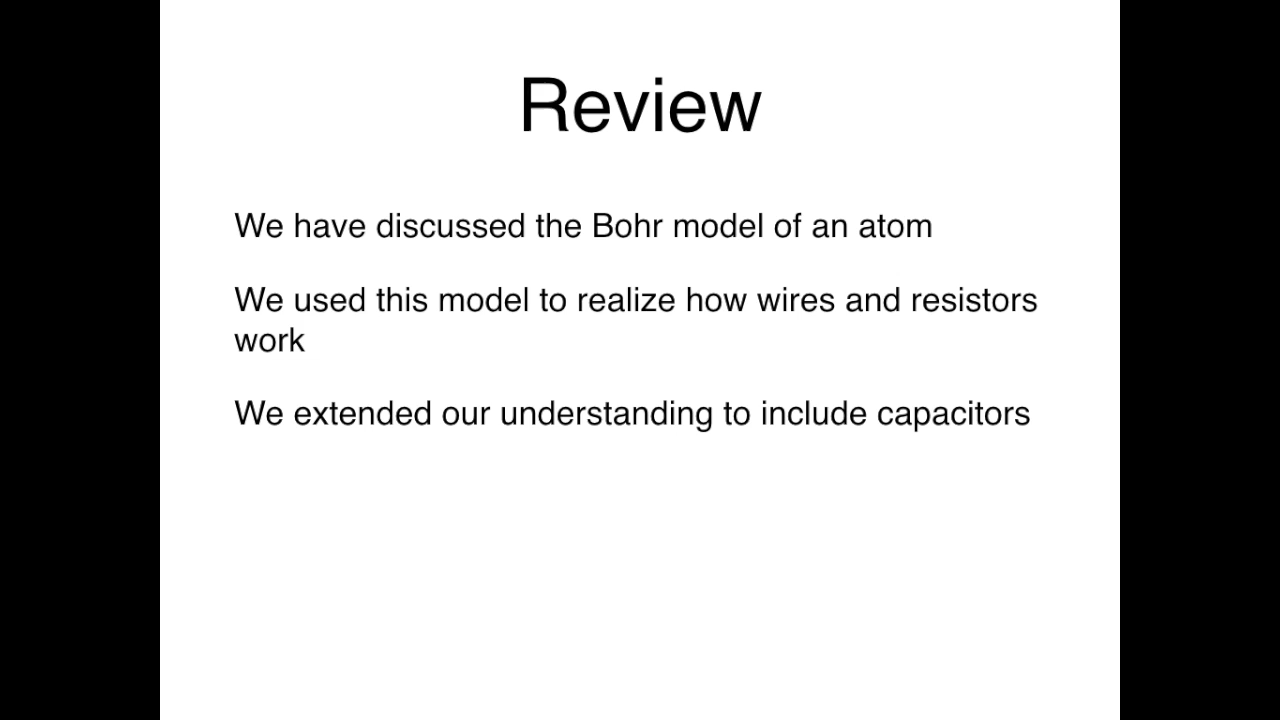 Review
We have discussed the Bohr model of an atom
We used this model to realize how wires and resistors
work
We extended our understanding to include capacitors